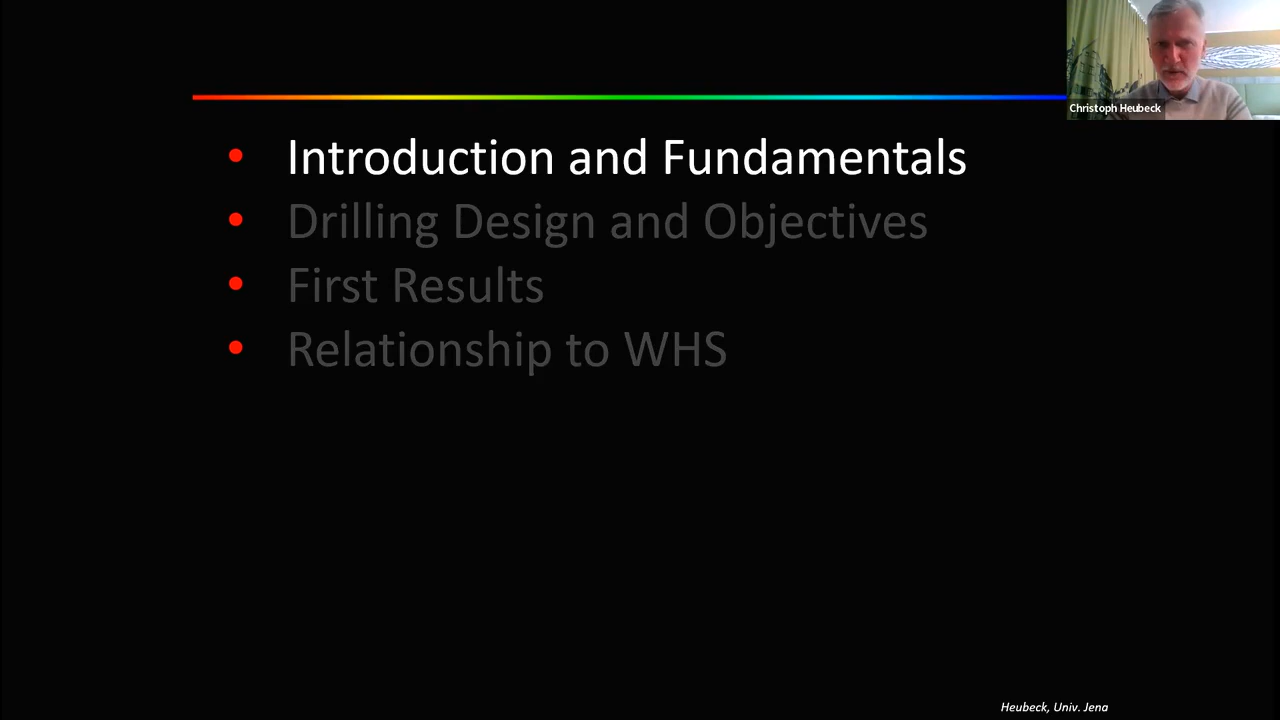 Christoph Heubeck
• Introduction and Fundamentals
• Drilling Design and Objectives
• First Results
• Relationship to WHS
Heubeck, Univ. Jena